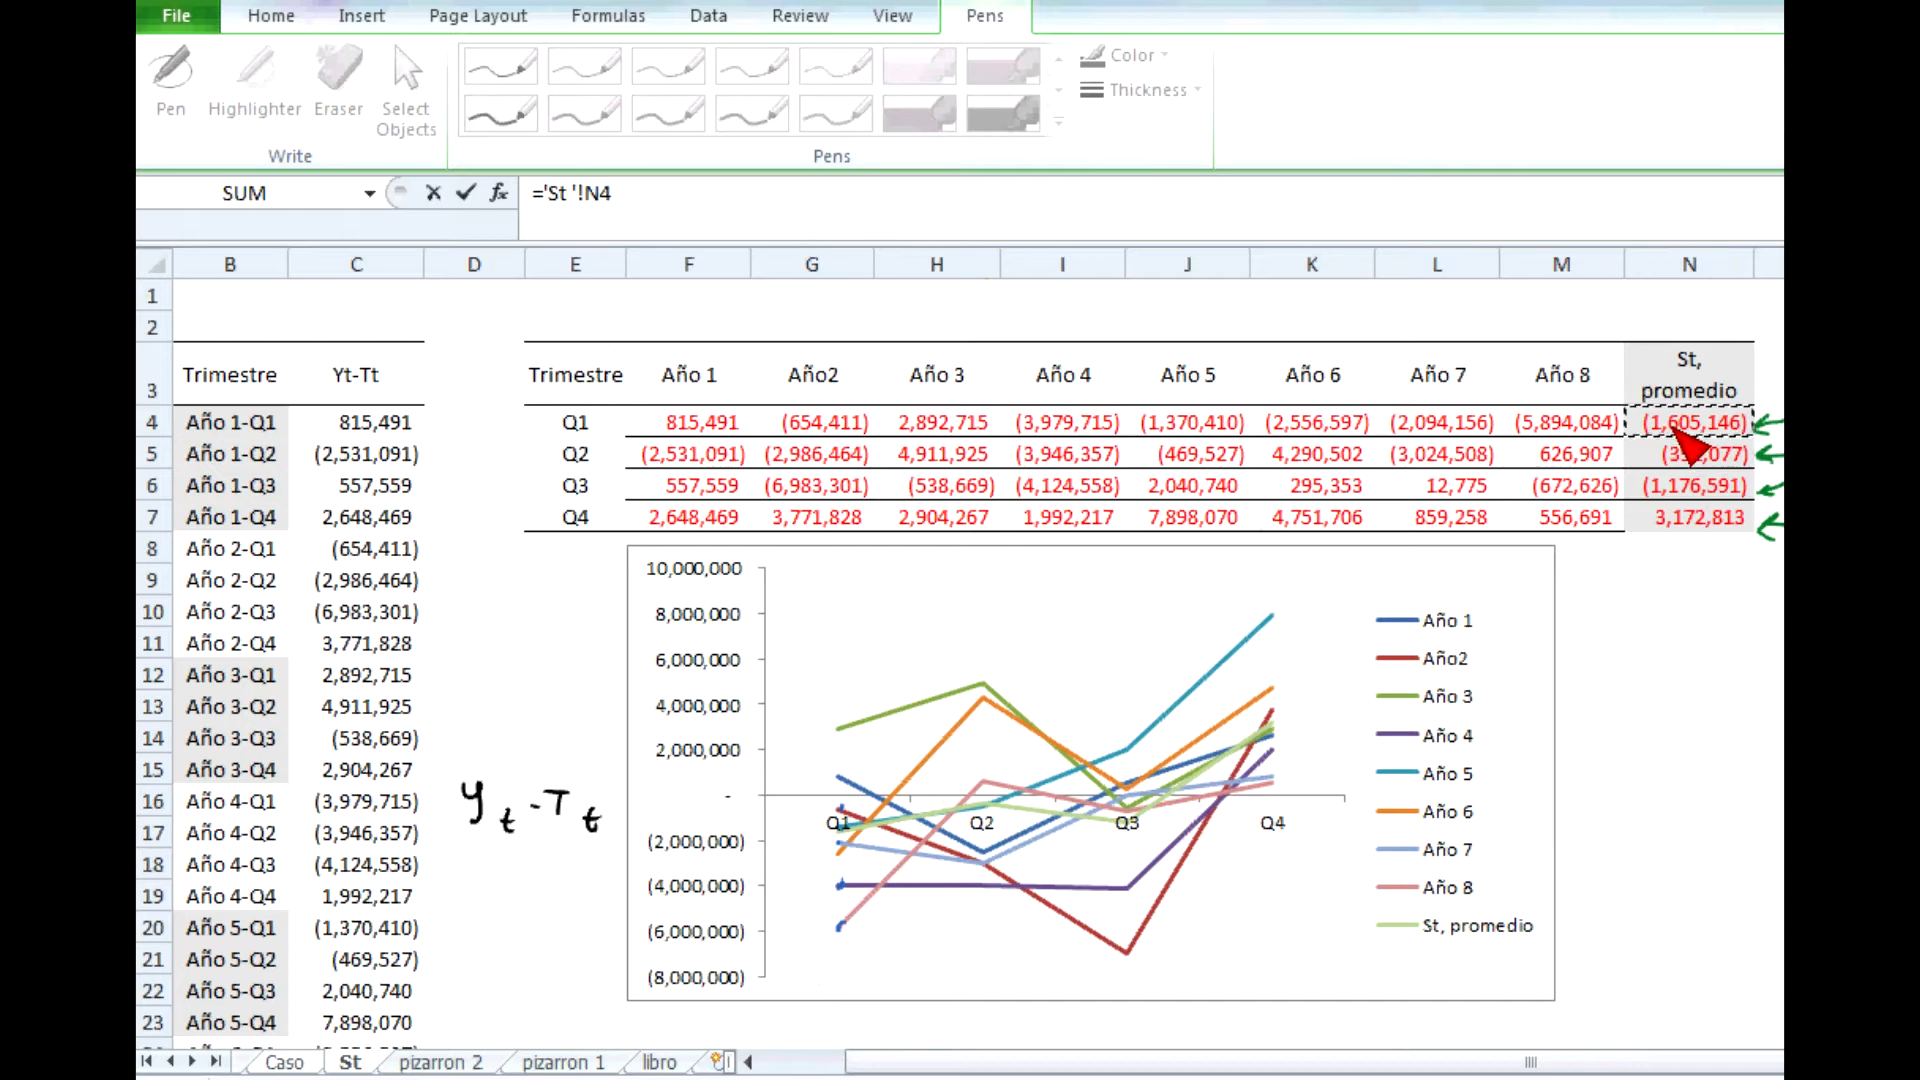 File Home Insert Page Layout Formulas Data Review View Pens
Pen Highlighter Eraser Select Objects Color
Thickness
Write Pens
SUM fx ='St '!N4
B C D E F G H I J K L M N
1
2
3 Trimestre Yt-Tt Trimestre Año 1 Año2 Año 3 Año 4 Año 5 Año 6 Año 7 Año 8 St, promedio
4 Año 1-Q1 815,491 Q1 815,491 (654,411) 2,892,715 (3,979,715) (1,370,410) (2,556,597) (2,094,156) (5,894,084) (1,605,146)
5 Año 1-Q2 (2,531,091) Q2 (2,531,091) (2,986,464) 4,911,925 (3,946,357) (469,527) 4,290,502 (3,024,508) 626,907
6 Año 1-Q3 557,559 Q3 557,559 (6,983,301) (538,669) (4,124,558) 2,040,740 295,353 12,775 (672,626) (1,176,591)
7 Año 1-Q4 2,648,469 Q4 2,648,469 3,771,828 2,904,267 1,992,217 7,898,070 4,751,706 859,258 556,691 3,172,813
8 Año 2-Q1 (654,411)
9 Año 2-Q2 (2,986,464)
10 Año 2-Q3 (6,983,301)
11 Año 2-Q4 3,771,828
12 Año 3-Q1 2,892,715
13 Año 3-Q2 4,911,925
14 Año 3-Q3 (538,669)
15 Año 3-Q4 2,904,267
16 Año 4-Q1 (3,979,715)
17 Año 4-Q2 (3,946,357)
18 Año 4-Q3 (4,124,558)
19 Año 4-Q4 1,992,217
20 Año 5-Q1 (1,370,410)
21 Año 5-Q2 (469,527)
22 Año 5-Q3 2,040,740
23 Año 5-Q4 7,898,070
yt-Tt
10,000,000
8,000,000
6,000,000
4,000,000
2,000,000
-
(2,000,000)
(4,000,000)
(6,000,000)
(8,000,000)
Q1 Q2 Q3 Q4
Año 1
Año2
Año 3
Año 4
Año 5
Año 6
Año 7
Año 8
St, promedio
Caso St pizarron 2 pizarron 1 libro